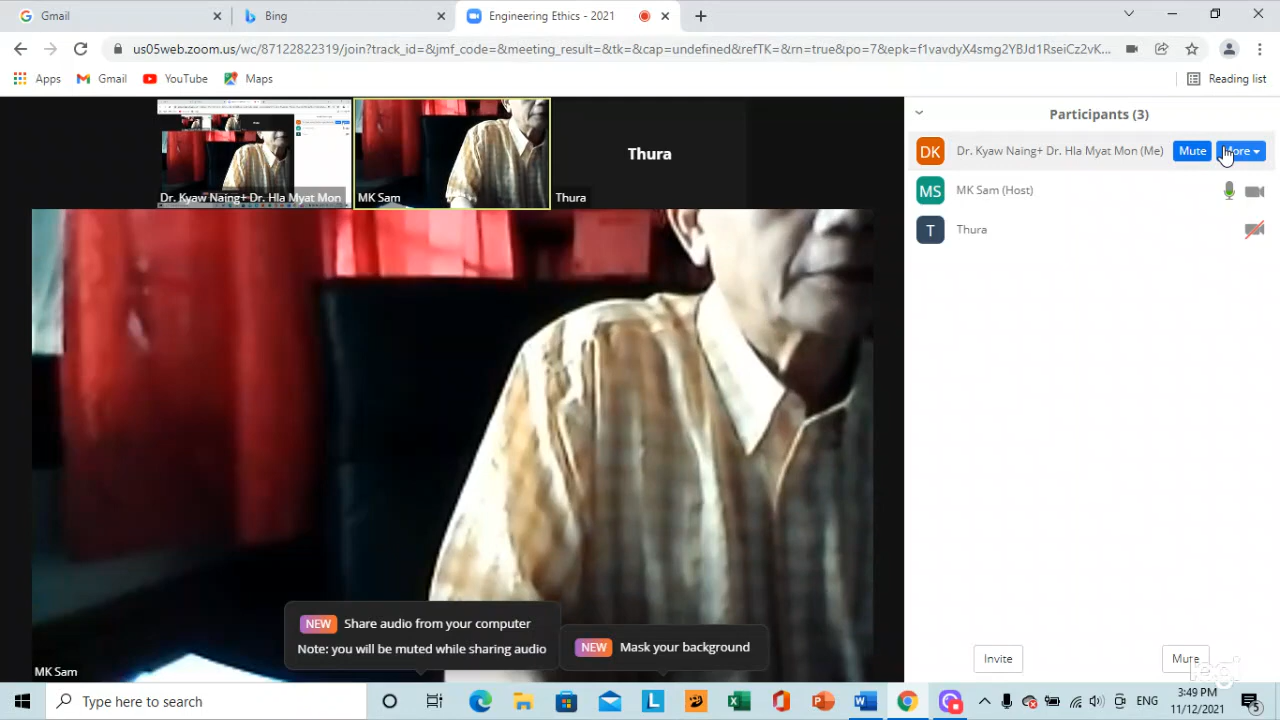 Gmail
Bing
Engineering Ethics - 2021
us05web.zoom.us/wc/87122822319/join?track_id=&jmf_code=&meeting_result=&tk=&cap=undefined&refTK=&rn=true&po=7&epk=f1vavdyX4smg2YBJd1RseiCz2vK...
Apps
Gmail
YouTube
Maps
Reading list
Participants (3)
Thura
Dr. Kyaw Naing+ Dr. Hla Myat Mon
MK Sam
Thura
DK
Dr. Kyaw Naing+ Dr. Hla Myat Mon (Me)
Mute
More
MS
MK Sam (Host)
T
Thura
NEW Share audio from your computer
Note: you will be muted while sharing audio
NEW Mask your background
MK Sam
Invite
Mute
Type here to search
ENG
3:49 PM
11/12/2021
5